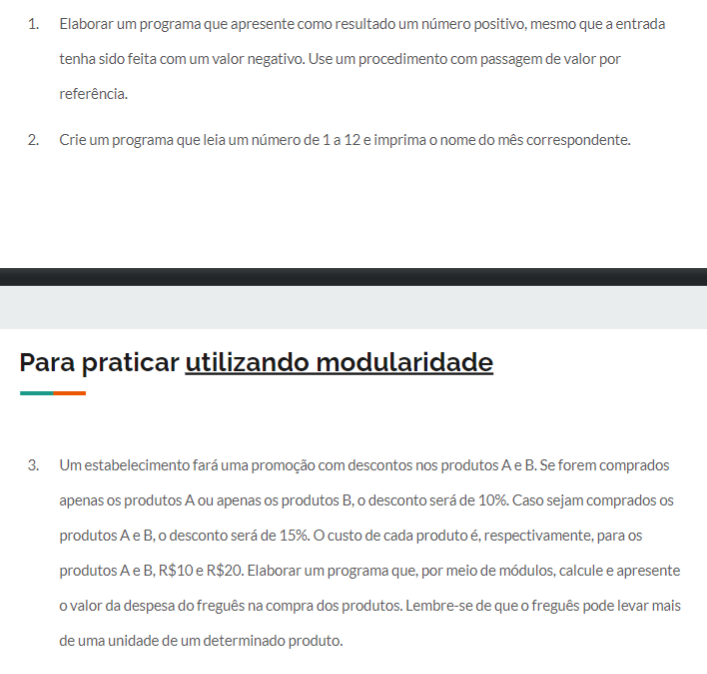 1. Elaborar um programa que apresente como resultado um número positivo, mesmo que a entrada
tenha sido feita com um valor negativo. Use um procedimento com passagem de valor por
referência.
2. Crie um programa que leia um número de 1 a 12 e imprima o nome do mês correspondente.
Para praticar utilizando modularidade
3. Um estabelecimento fará uma promoção com descontos nos produtos A e B. Se forem comprados
apenas os produtos A ou apenas os produtos B, o desconto será de 10%. Caso sejam comprados os
produtos A e B, o desconto será de 15%. O custo de cada produto é, respectivamente, para os
produtos A e B, R$10 e R$20. Elaborar um programa que, por meio de módulos, calcule e apresente
o valor da despesa do freguês na compra dos produtos. Lembre-se de que o freguês pode levar mais
de uma unidade de um determinado produto.